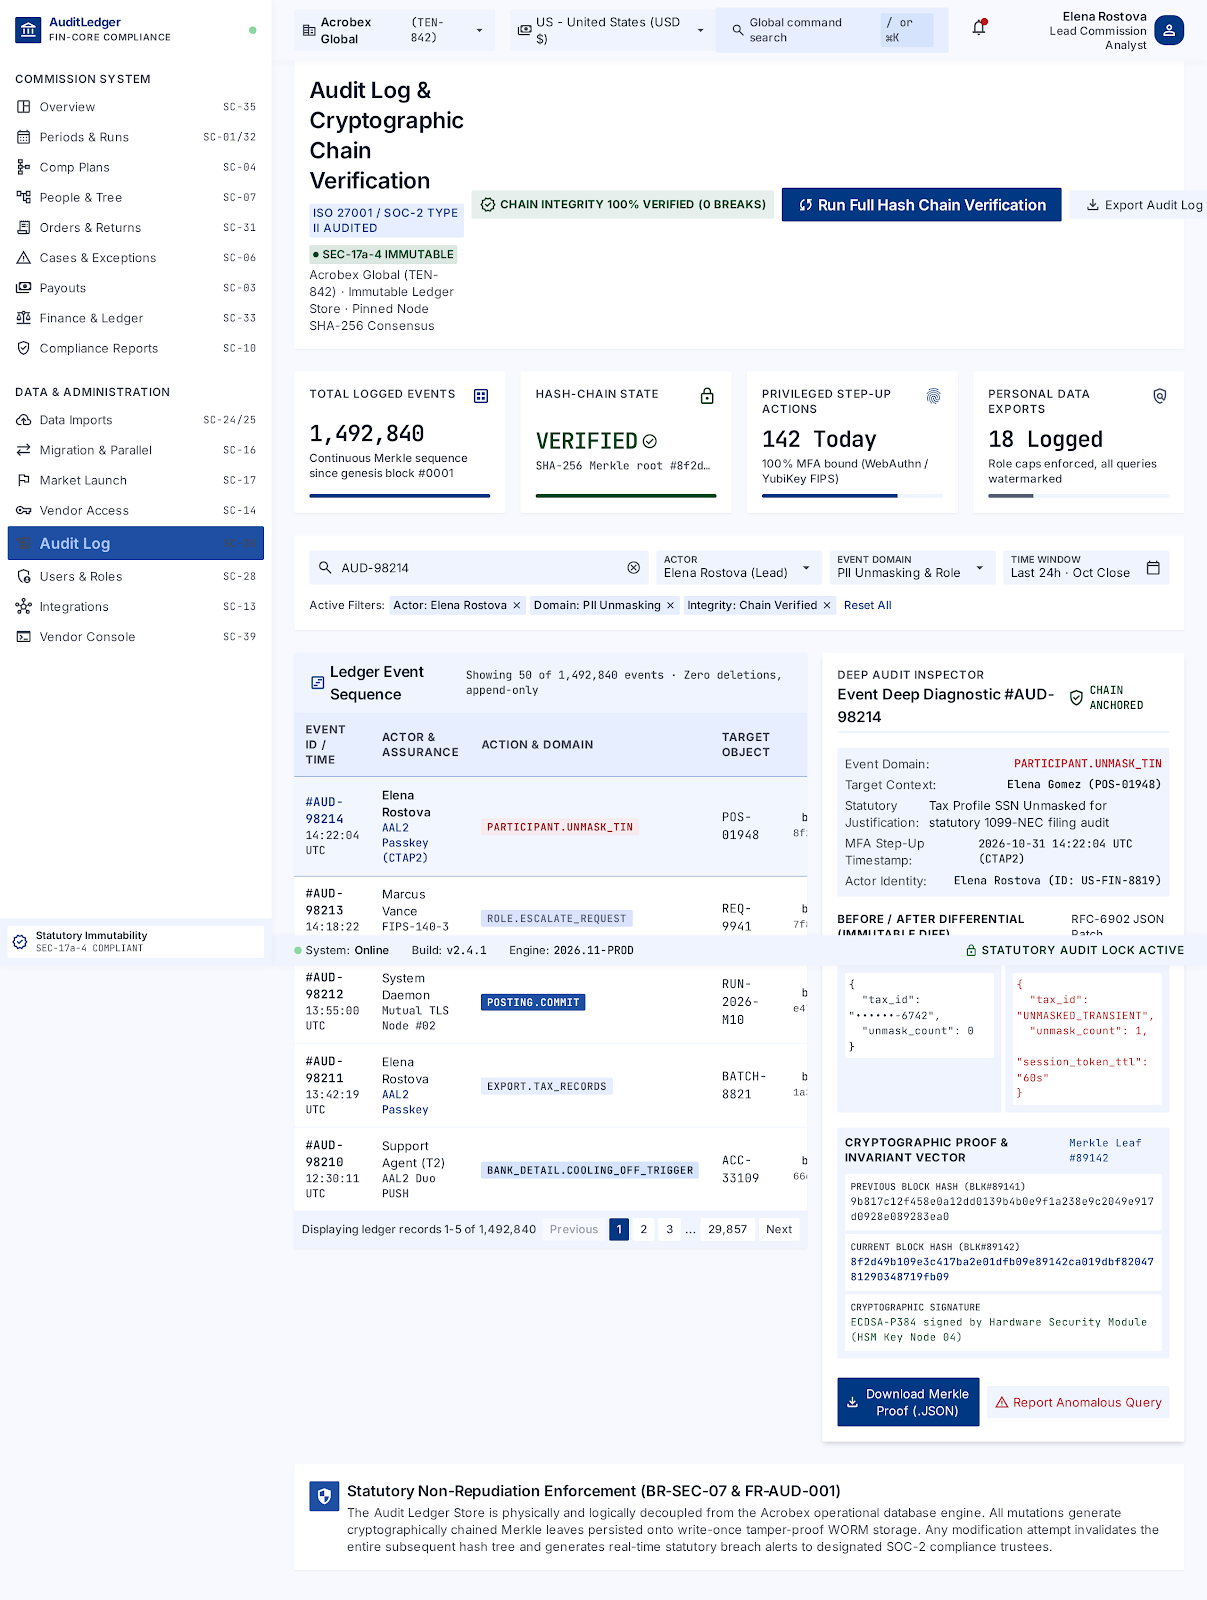 AuditLedger
FIN-CORE COMPLIANCE
COMMISSION SYSTEM
Overview SC-35
Periods & Runs SC-01/32
Comp Plans SC-04
People & Tree SC-07
Orders & Returns SC-31
Cases & Exceptions SC-06
Payouts SC-03
Finance & Ledger SC-33
Compliance Reports SC-10
DATA & ADMINISTRATION
Data Imports SC-24/25
Migration & Parallel SC-16
Market Launch SC-17
Vendor Access SC-14
Audit Log
Users & Roles SC-28
Integrations SC-13
Vendor Console SC-39
Statutory Immutability
SEC-17a-4 COMPLIANT
Acrobex Global (TEN-842)
US - United States (USD $)
Global command search / or ⌘K
Elena Rostova
Lead Commission Analyst
Audit Log &
Cryptographic
Chain
Verification
ISO 27001 / SOC-2 TYPE
II AUDITED
● SEC-17a-4 IMMUTABLE
Acrobex Global (TEN-
842) · Immutable Ledger
Store · Pinned Node
SHA-256 Consensus
CHAIN INTEGRITY 100% VERIFIED (0 BREAKS)
Run Full Hash Chain Verification
Export Audit Log
TOTAL LOGGED EVENTS
1,492,840
Continuous Merkle sequence
since genesis block #0001
HASH-CHAIN STATE
VERIFIED
SHA-256 Merkle root #8f2d…
PRIVILEGED STEP-UP
ACTIONS
142 Today
100% MFA bound (WebAuthn /
YubiKey FIPS)
PERSONAL DATA
EXPORTS
18 Logged
Role caps enforced, all queries
watermarked
AUD-98214
ACTOR
Elena Rostova (Lead)
EVENT DOMAIN
PII Unmasking & Role
TIME WINDOW
Last 24h · Oct Close
Active Filters: Actor: Elena Rostova × Domain: PII Unmasking × Integrity: Chain Verified × Reset All
Ledger Event
Sequence
Showing 50 of 1,492,840 events · Zero deletions,
append-only
EVENT
ID /
TIME
ACTOR &
ASSURANCE
ACTION & DOMAIN
TARGET
OBJECT
#AUD-
98214
14:22:04
UTC
Elena
Rostova
AAL2
Passkey
(CTAP2)
PARTICIPANT.UNMASK_TIN
POS-
01948
#AUD-
98213
14:18:22
Marcus
Vance
FIPS-140-3
ROLE.ESCALATE_REQUEST
REQ-
9941
#AUD-
98212
13:55:00
UTC
System
Daemon
Mutual TLS
Node #02
POSTING.COMMIT
RUN-
2026-
M10
#AUD-
98211
13:42:19
UTC
Elena
Rostova
AAL2
Passkey
EXPORT.TAX_RECORDS
BATCH-
8821
#AUD-
98210
12:30:11
UTC
Support
Agent (T2)
AAL2 Duo
PUSH
BANK_DETAIL.COOLING_OFF_TRIGGER
ACC-
33109
Displaying ledger records 1-5 of 1,492,840 Previous 1 2 3 ... 29,857 Next
DEEP AUDIT INSPECTOR
Event Deep Diagnostic #AUD-
98214
CHAIN
ANCHORED
Event Domain: PARTICIPANT.UNMASK_TIN
Target Context: Elena Gomez (POS-01948)
Statutory
Justification:
Tax Profile SSN Unmasked for
statutory 1099-NEC filing audit
MFA Step-Up
Timestamp:
2026-10-31 14:22:04 UTC
(CTAP2)
Actor Identity: Elena Rostova (ID: US-FIN-8819)
BEFORE / AFTER DIFFERENTIAL
(IMMUTABLE DIFF)
RFC-6902 JSON
Patch
System: Online Build: v2.4.1 Engine: 2026.11-PROD
STATUTORY AUDIT LOCK ACTIVE
{
"tax_id":
"••••••-6742",
"unmask_count": 0
}
{
"tax_id":
"UNMASKED_TRANSIENT",
"unmask_count": 1,
"session_token_ttl":
"60s"
}
CRYPTOGRAPHIC PROOF &
INVARIANT VECTOR
Merkle Leaf
#89142
PREVIOUS BLOCK HASH (BLK#89141)
9b817c12f458e0a12dd0139b4b0e9f1a238e9c2049e917
d0928e089283ea0
CURRENT BLOCK HASH (BLK#89142)
8f2d49b109e3c417ba2e01dfb09e89142ca019dbf82047
81290348719fb09
CRYPTOGRAPHIC SIGNATURE
ECDSA-P384 signed by Hardware Security Module
(HSM Key Node 04)
Download Merkle
Proof (.JSON)
Report Anomalous Query
Statutory Non-Repudiation Enforcement (BR-SEC-07 & FR-AUD-001)
The Audit Ledger Store is physically and logically decoupled from the Acrobex operational database engine. All mutations generate
cryptographically chained Merkle leaves persisted onto write-once tamper-proof WORM storage. Any modification attempt invalidates the
entire subsequent hash tree and generates real-time statutory breach alerts to designated SOC-2 compliance trustees.